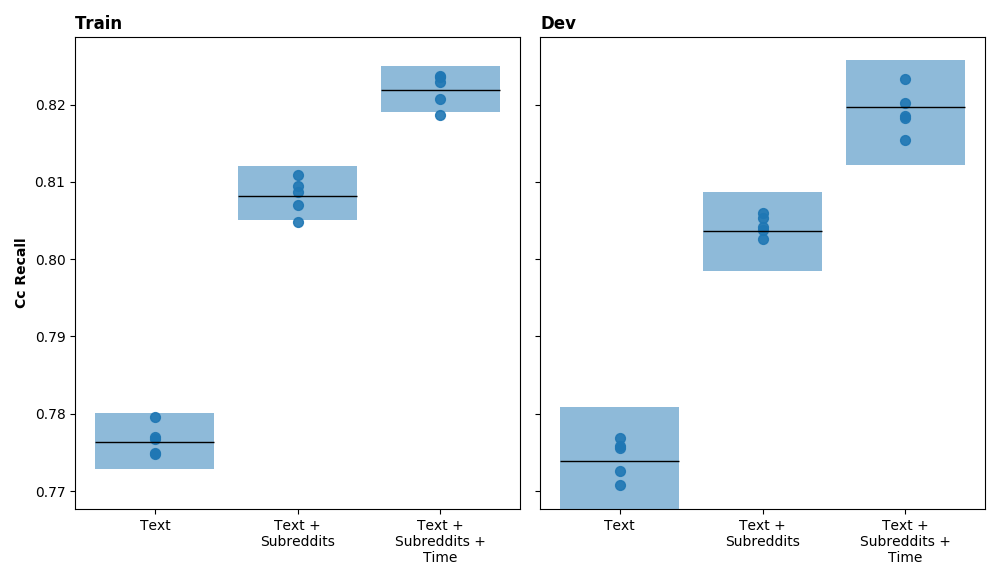 Train
Dev
Cc Recall
0.82
0.81
0.80
0.79
0.78
0.77
Text
Text +
Subreddits
Text +
Subreddits +
Time
Text
Text +
Subreddits
Text +
Subreddits +
Time